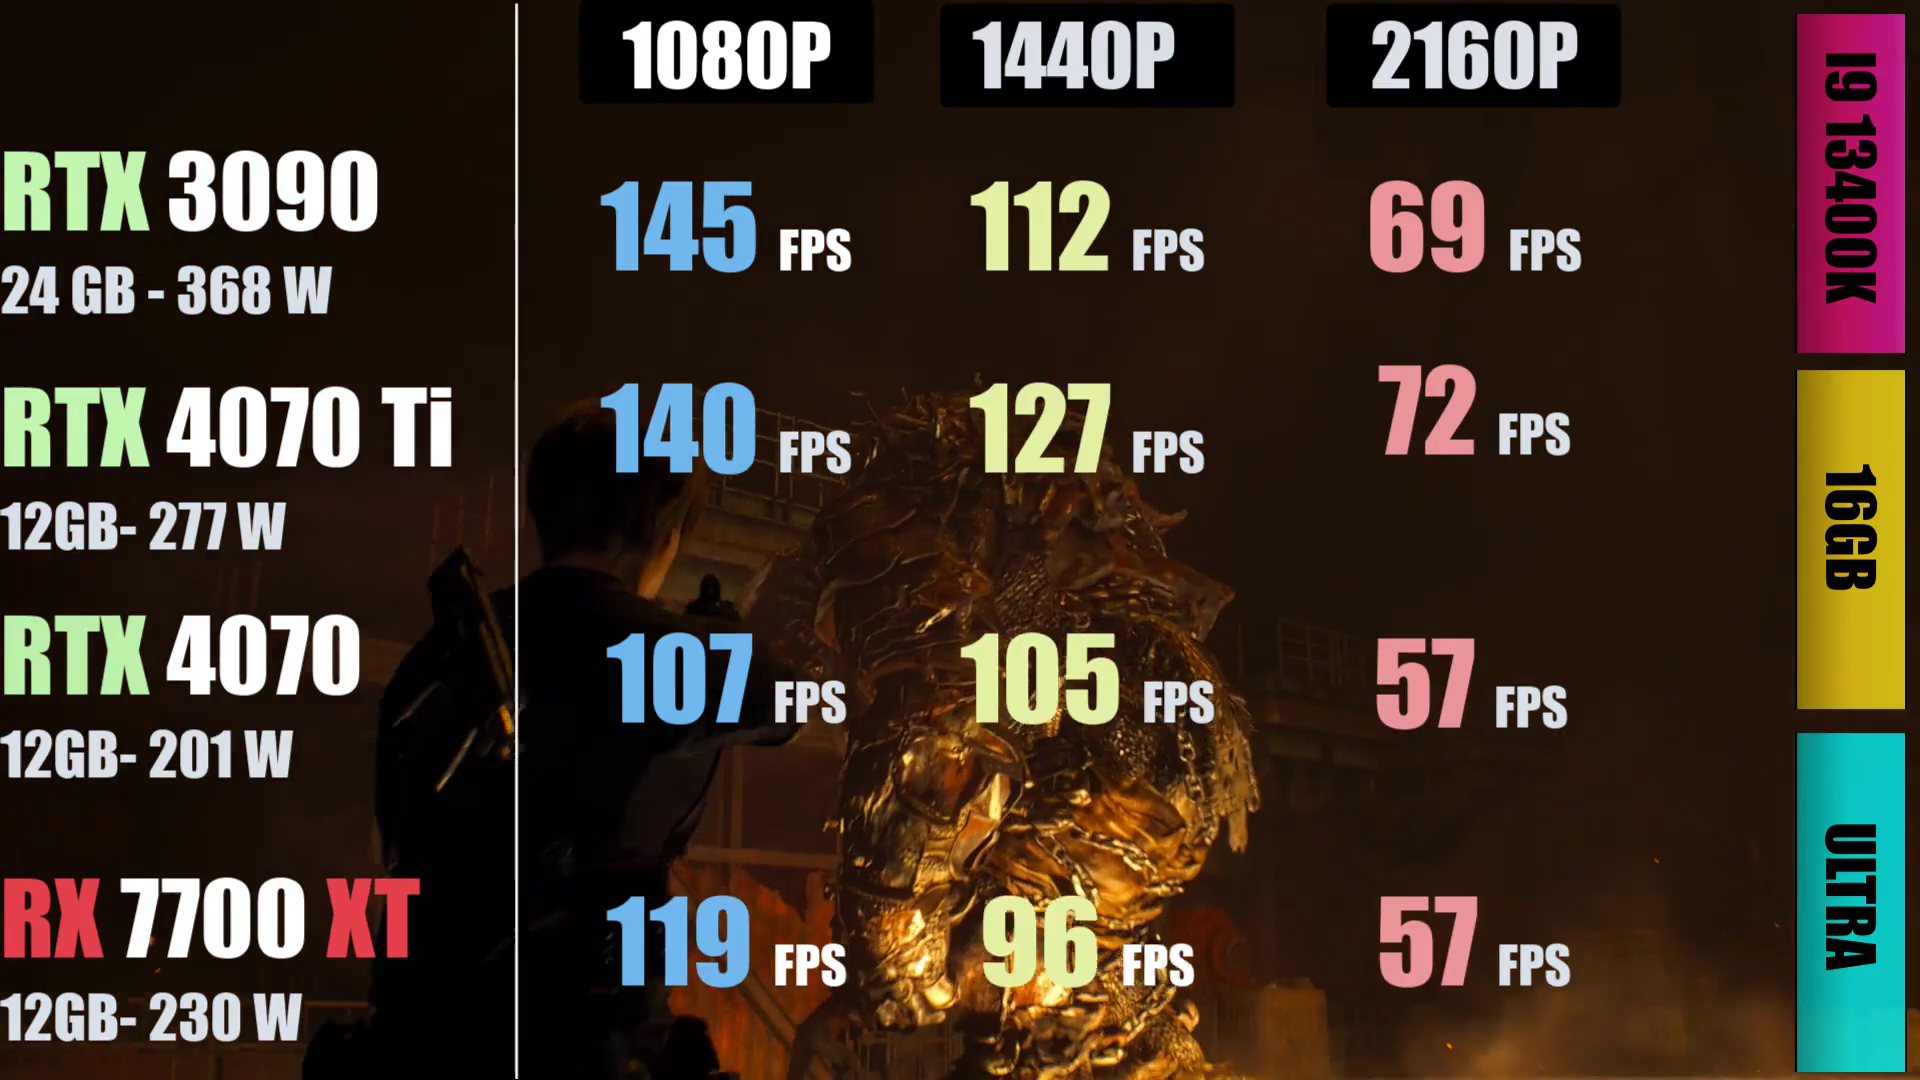 1080P 1440P 2160P
RTX 3090 145 FPS 112 FPS 69 FPS
24 GB - 368 W
RTX 4070 Ti 140 FPS 127 FPS 72 FPS
12GB- 277 W
RTX 4070 107 FPS 105 FPS 57 FPS
12GB- 201 W
RX 7700 XT 119 FPS 96 FPS 57 FPS
12GB- 230 W
I9 13400K
16GB
ULTRA